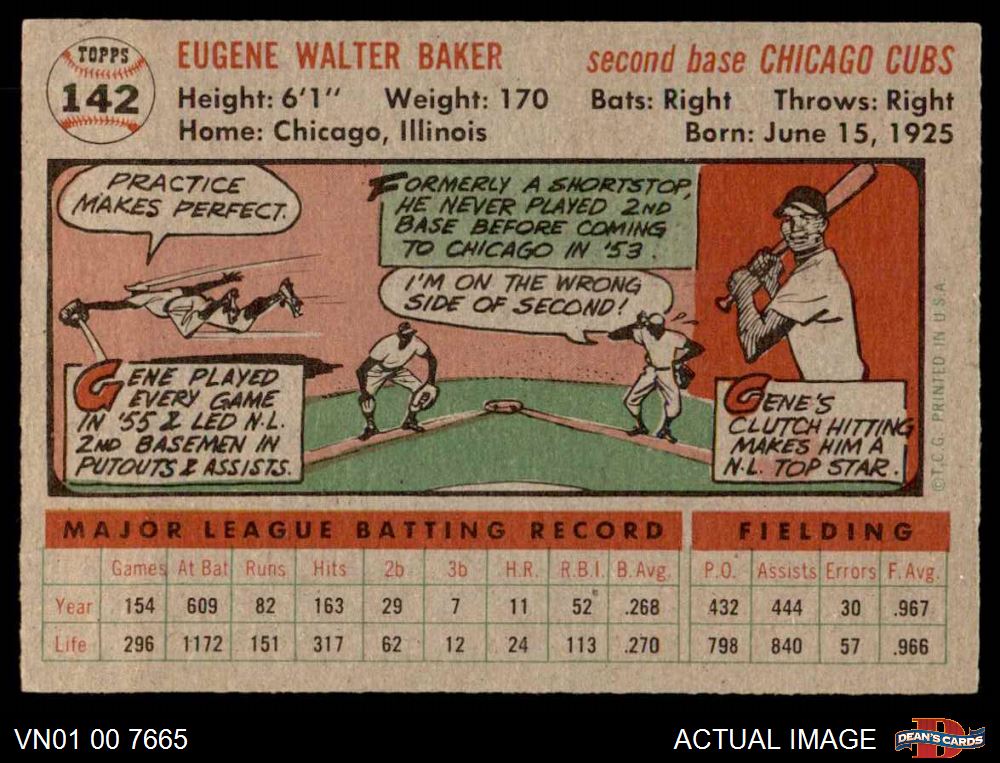 TOPPS
142
EUGENE WALTER BAKER
second base CHICAGO CUBS
Height: 6'1" Weight: 170 Bats: Right Throws: Right
Home: Chicago, Illinois Born: June 15, 1925
PRACTICE
MAKES PERFECT.
GENE PLAYED
EVERY GAME
IN '55 & LED N.L.
2ND BASEMEN IN
PUTOUTS & ASSISTS.
FORMERLY A SHORTSTOP,
HE NEVER PLAYED 2ND
BASE BEFORE COMING
TO CHICAGO IN '53.
I'M ON THE WRONG
SIDE OF SECOND!
GENE'S
CLUTCH HITTING
MAKES HIM A
N.L. TOP STAR.
©T.C.G. PRINTED IN U.S.A.
MAJOR LEAGUE BATTING RECORD FIELDING
Games At Bat Runs Hits 2b 3b H.R. R.B.I. B.Avg. P.O. Assists Errors F.Avg.
Year 154 609 82 163 29 7 11 52 .268 432 444 30 .967
Life 296 1172 151 317 62 12 24 113 .270 798 840 57 .966
VN01 00 7665
ACTUAL IMAGE
DEAN'S CARDS